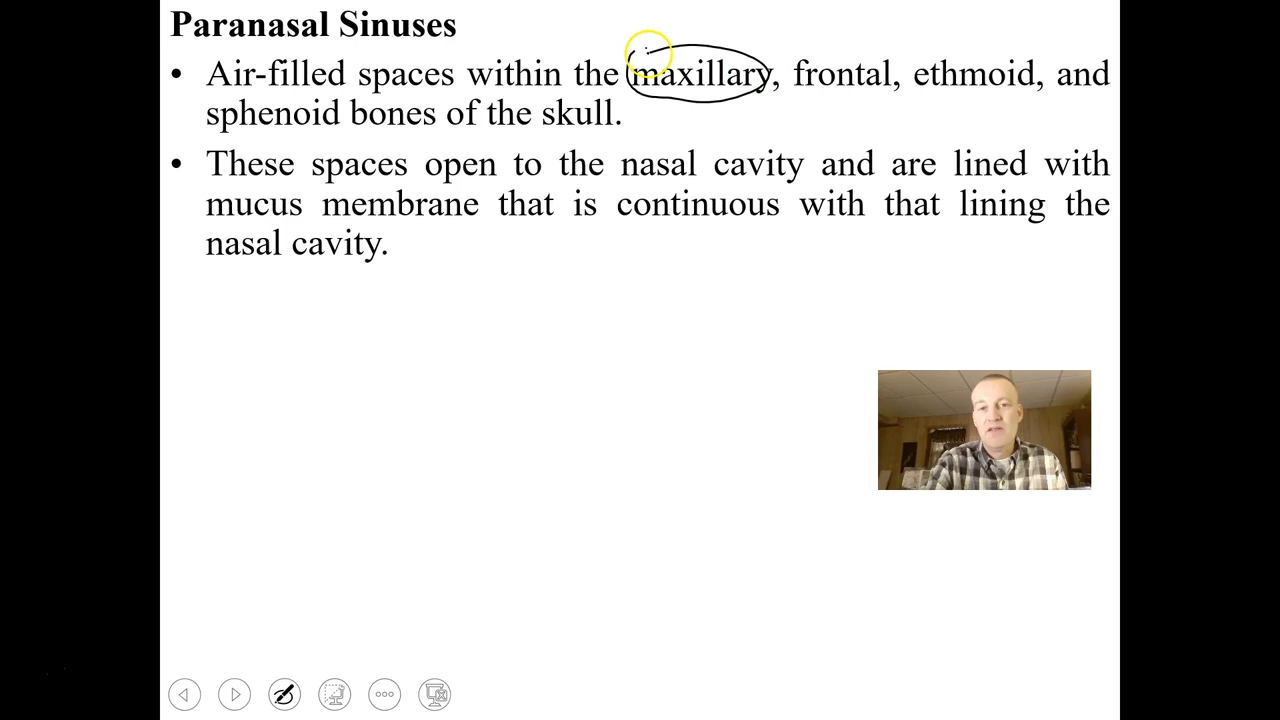 Paranasal Sinuses
• Air-filled spaces within the maxillary, frontal, ethmoid, and
sphenoid bones of the skull.
• These spaces open to the nasal cavity and are lined with
mucus membrane that is continuous with that lining the
nasal cavity.